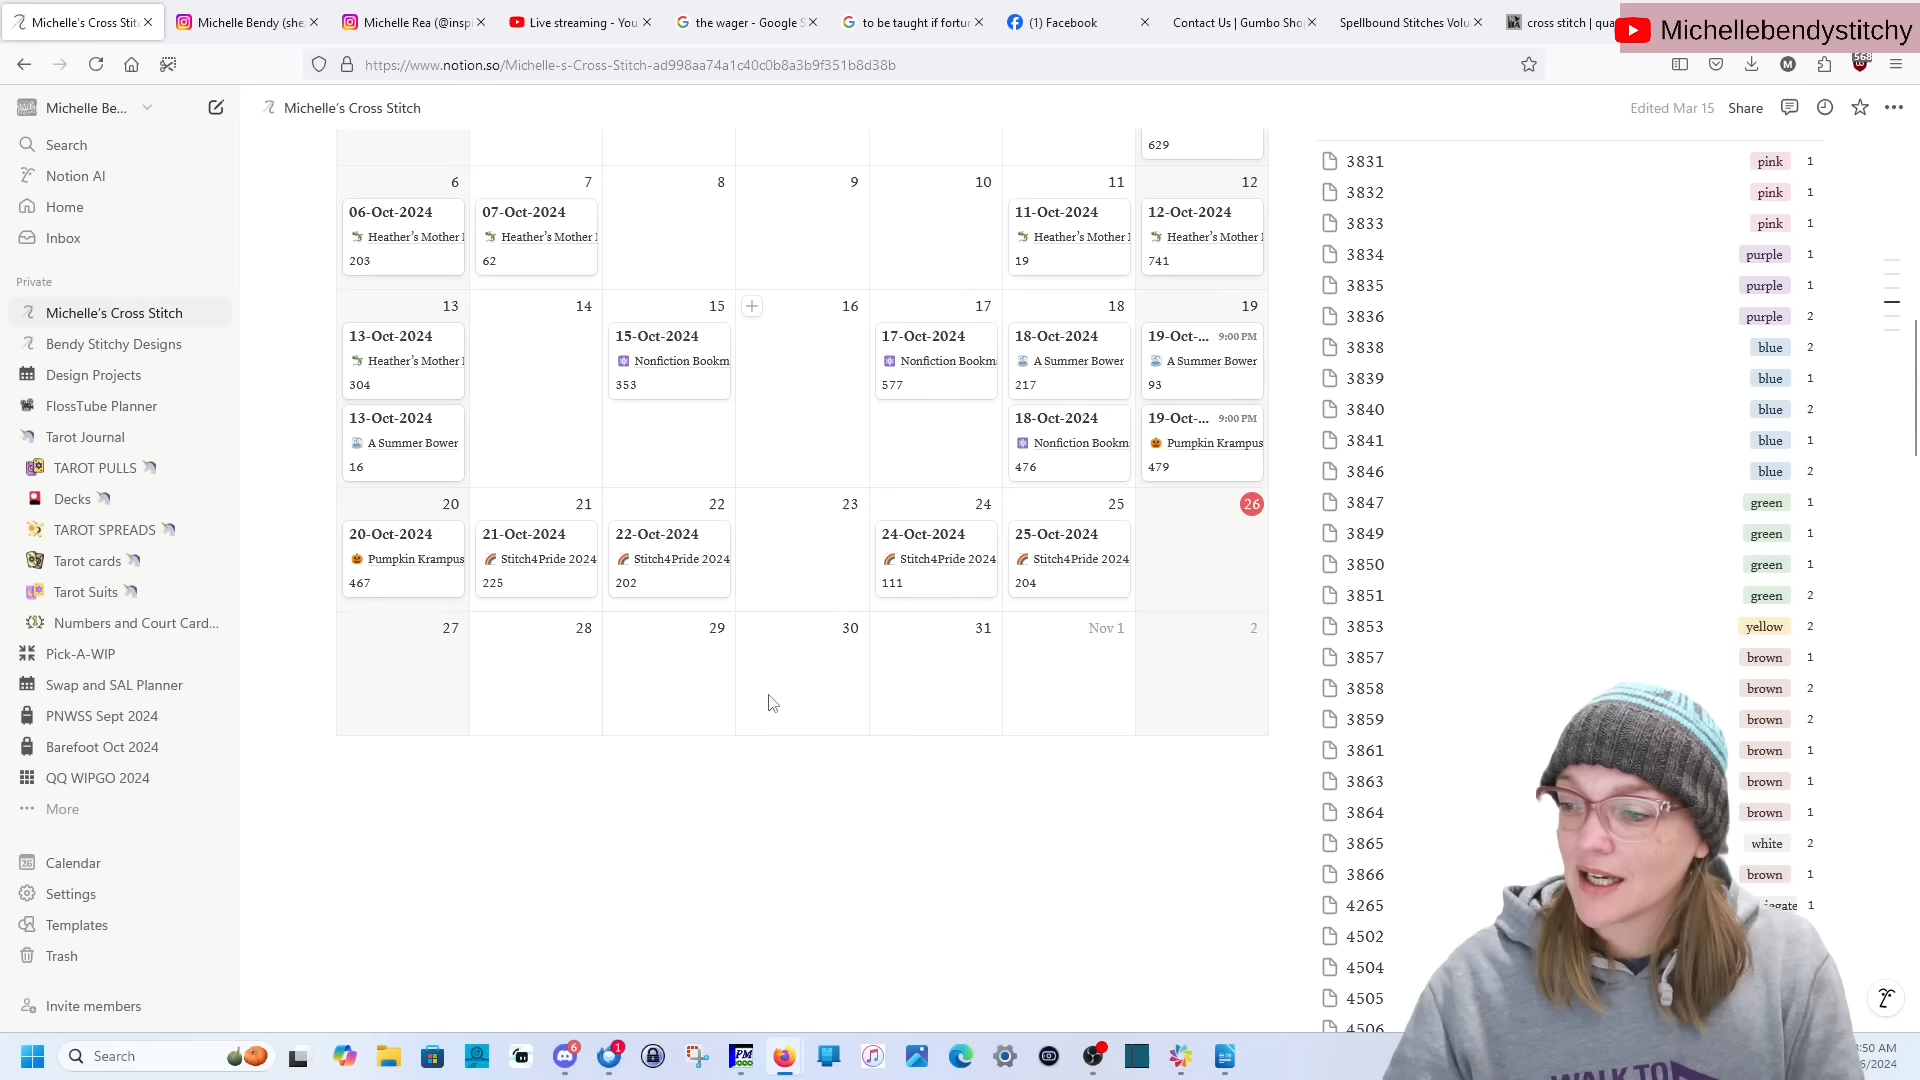 Michelle's Cross Stit
Michelle Bendy (she/
Michelle Rea (@inspi
Live streaming - You
the wager - Google S
to be taught if fortur
(1) Facebook
Contact Us | Gumbo Sho
Spellbound Stitches Volu
cross stitch | qua
Michellebendystitchy
https://www.notion.so/Michelle-s-Cross-Stitch-ad998aa74a1c40c0b8a3b9f351b8d38b
M
568
Michelle Be...
Michelle's Cross Stitch
Edited Mar 15
Share
Search
Notion AI
Home
Inbox
Private
Michelle's Cross Stitch
Bendy Stitchy Designs
Design Projects
FlossTube Planner
Tarot Journal
TAROT PULLS
Decks
TAROT SPREADS
Tarot cards
Tarot Suits
Numbers and Court Card...
Pick-A-WIP
Swap and SAL Planner
PNWSS Sept 2024
Barefoot Oct 2024
QQ WIPGO 2024
More
Calendar
Settings
Templates
Trash
Invite members
629
6 7 8 9 10 11 12
06-Oct-2024 07-Oct-2024 11-Oct-2024 12-Oct-2024
Heather's Mother Heather's Mother Heather's Mother Heather's Mother
203 62 19 741
13 14 15 16 17 18 19
13-Oct-2024 15-Oct-2024 17-Oct-2024 18-Oct-2024 19-Oct-... 9:00 PM
Heather's Mother Nonfiction Bookm Nonfiction Bookm A Summer Bower A Summer Bower
304 353 577 217 93
13-Oct-2024 18-Oct-2024 19-Oct-... 9:00 PM
A Summer Bower Nonfiction Bookm Pumpkin Krampus
16 476 479
20 21 22 23 24 25 26
20-Oct-2024 21-Oct-2024 22-Oct-2024 24-Oct-2024 25-Oct-2024
Pumpkin Krampus Stitch4Pride 2024 Stitch4Pride 2024 Stitch4Pride 2024 Stitch4Pride 2024
467 225 202 111 204
27 28 29 30 31 Nov 1 2
3831 pink 1
3832 pink 1
3833 pink 1
3834 purple 1
3835 purple 1
3836 purple 2
3838 blue 2
3839 blue 1
3840 blue 2
3841 blue 1
3846 blue 2
3847 green 1
3849 green 1
3850 green 1
3851 green 2
3853 yellow 2
3857 brown 1
3858 brown 2
3859 brown 2
3861 brown 1
3863 brown 1
3864 brown 1
3865 white 2
3866 brown 1
4265 iegate 1
4502
4504
4505
4506
WALK TO
Search
6
1
PM
:50 AM
6/2024